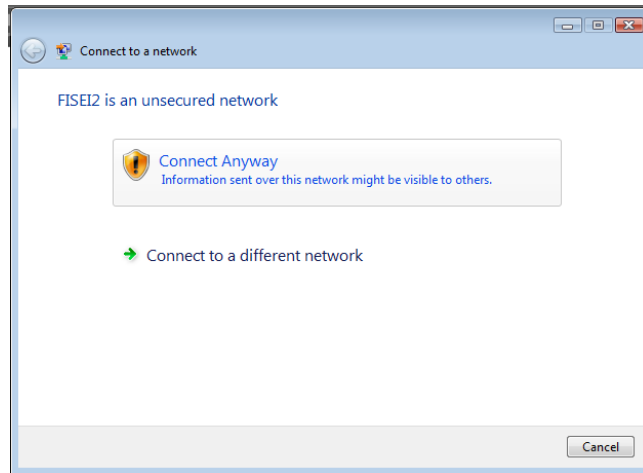 Connect to a network
FISEI2 is an unsecured network
Connect Anyway
Information sent over this network might be visible to others.
Connect to a different network
Cancel